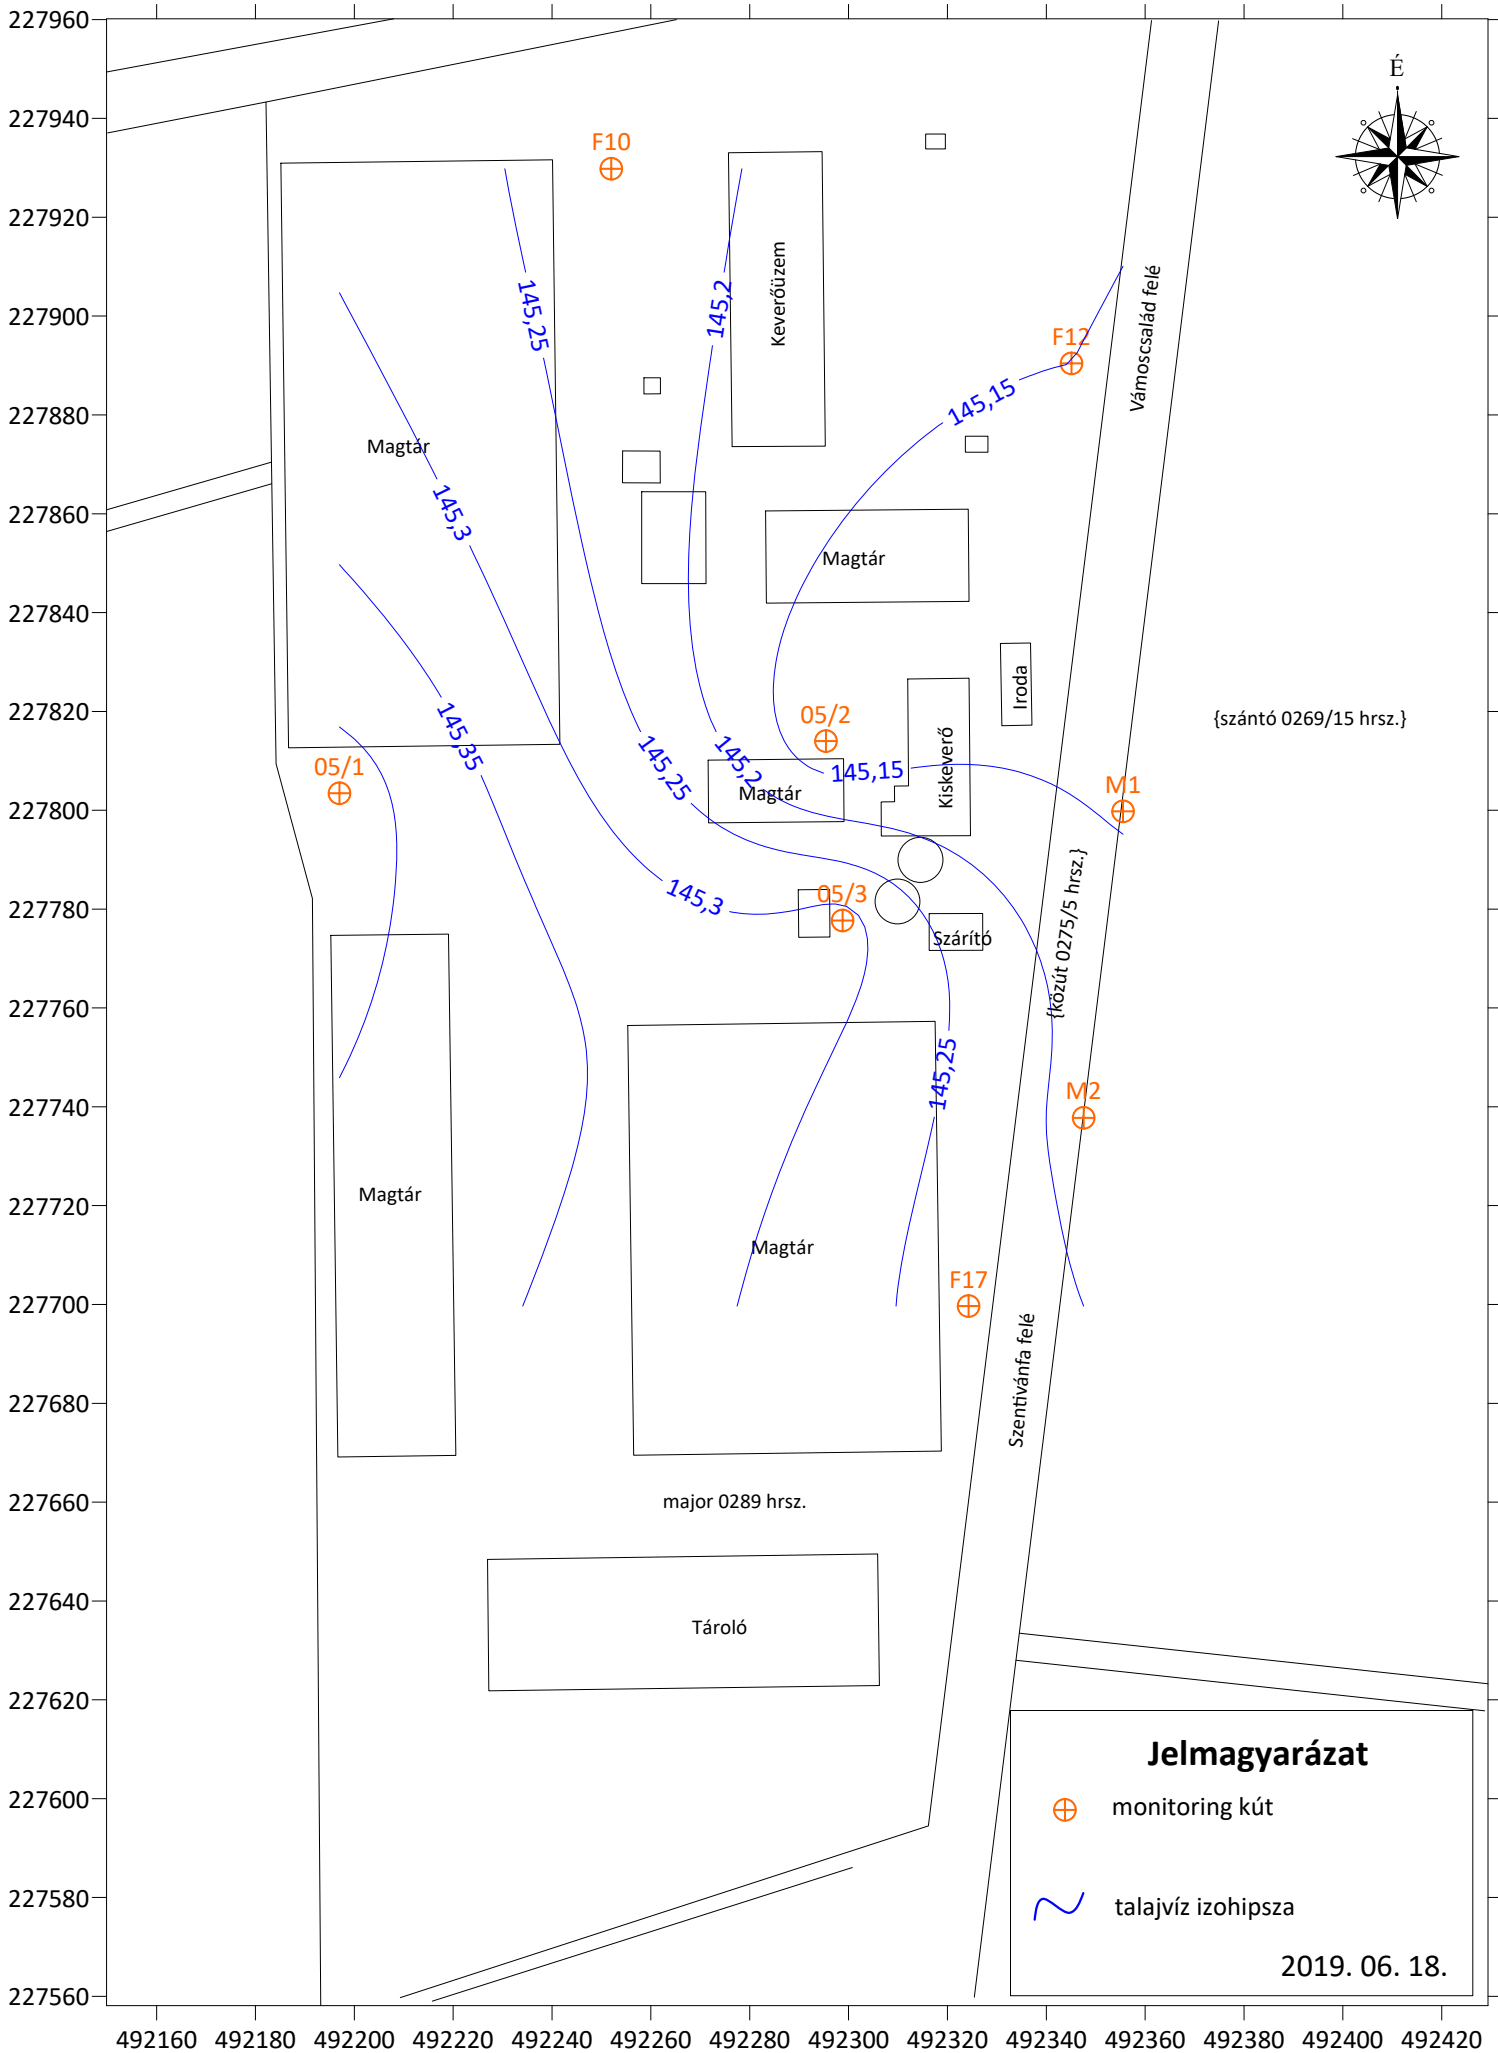 227960
227940
227920
227900
227880
227860
227840
227820
227800
227780
227760
227740
227720
227700
227680
227660
227640
227620
227600
227580
227560
É
F10
Keverőüzem
Vámoscsalád felé
145,25
145,2
F12
145,15
Magtár
145,3
Magtár
Iroda
145,35
05/2
{szántó 0269/15 hrsz.}
145,25
145,2
05/1
145,15
Kiskeverő
Magtár
M1
145,3
05/3
Szárító
{közút 0275/5 hrsz.}
145,25
M2
Magtár
Magtár
F17
Szentivánfa felé
major 0289 hrsz.
Tároló
Jelmagyarázat
monitoring kút
talajvíz izohipsza
2019. 06. 18.
492160 492180 492200 492220 492240 492260 492280 492300 492320 492340 492360 492380 492400 492420